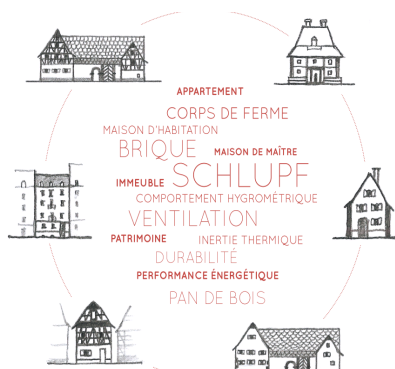 APPARTEMENT
CORPS DE FERME
MAISON D'HABITATION
BRIQUE MAISON DE MAÎTRE
IMMEUBLE SCHLUPF
COMPORTEMENT HYGROMÉTRIQUE
VENTILATION
PATRIMOINE INERTIE THERMIQUE
DURABILITÉ
PERFORMANCE ÉNERGÉTIQUE
PAN DE BOIS